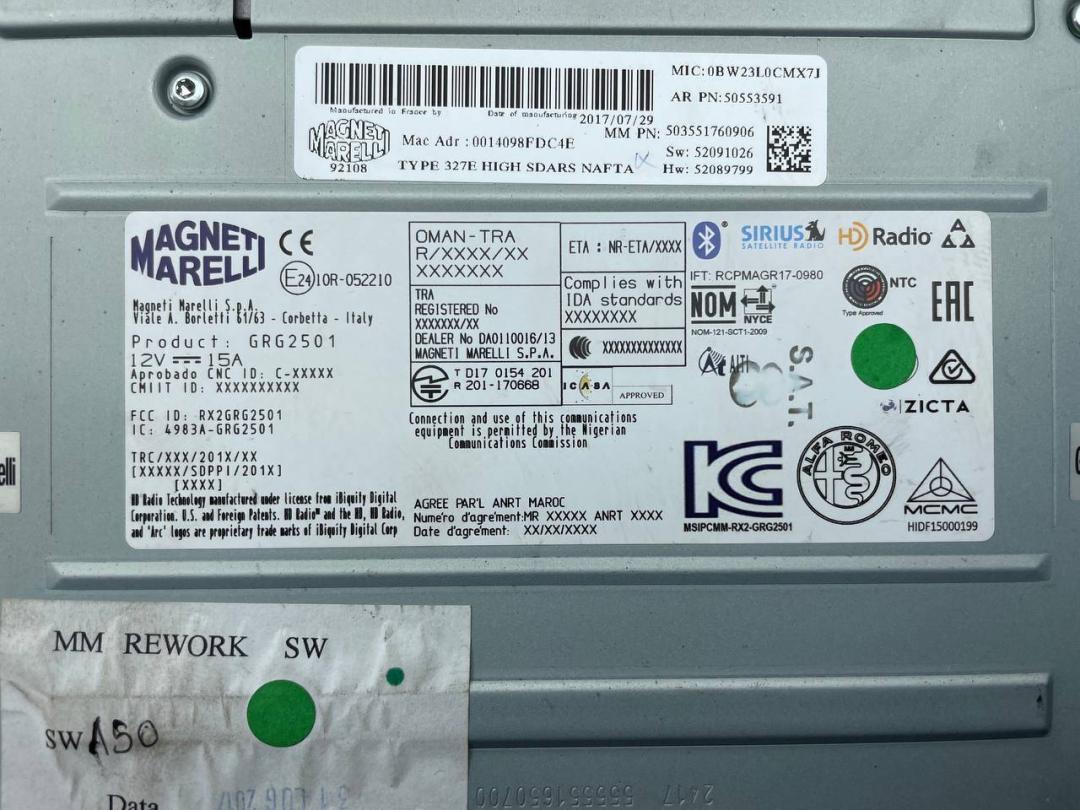 MIC:0BW23L0CMX7J
AR PN:50553591
Manufactured in France by
Date of manufacturing 2017/07/29
MM PN: 503551760906
MAGNETI
MARELLI
92108
Mac Adr :0014098FDC4E
Sw: 52091026
TYPE 327E HIGH SDARS NAFTA
Hw: 52089799
MAGNETI
MARELLI
CE
E24 10R-052210
Magneti Marelli S.p.A.
Viale A. Borletti 61/63 - Corbetta - Italy
Product: GRG2501
12V 15A
Aprobado CNC ID: C-XXXXX
CMIIT ID: XXXXXXXXXX
FCC ID: RX2GRG2501
IC: 4983A-GRG2501
TRC/XXX/201X/XX
[XXXXX/SDPPI/201X]
[XXXX]
HD Radio Technology manufactured under license from iBiquity Digital
Corporation. U.S. and Foreign Patents. HD Radio™ and the HD, HD Radio,
and "Arc" logos are proprietary trade marks of iBiquity Digital Corp
OMAN-TRA
R/XXXX/XX
XXXXXXX
TRA
REGISTERED No
XXXXXXX/XX
DEALER No DA0110016/13
MAGNETI MARELLI S.P.A.
T D17 0154 201
R 201-170668
ETA : NR-ETA/XXXX
Complies with
IDA standards
XXXXXXXX
XXXXXXXXXXXXXX
ICASA
APPROVED
Connection and use of this communications
equipment is permitted by the Nigerian
Communications Commission
AGREE PAR'L ANRT MAROC
Numéro d'agrement:MR XXXXX ANRT XXXX
Date d'agrément: XX/XX/XXXX
SIRIUS
SATELLITE RADIO
HD Radio
IFT: RCPMAGR17-0980
NOM
NYCE
NOM-121-SCT1-2009
NTC
Type Approved
EAC
S.A.T.
ZICTA
KC
MSIPCMM-RX2-GRG2501
ALFA ROMEO
MCMC
HIDF15000199
elli
MM REWORK SW
SW A50
Data
555551650700
2417